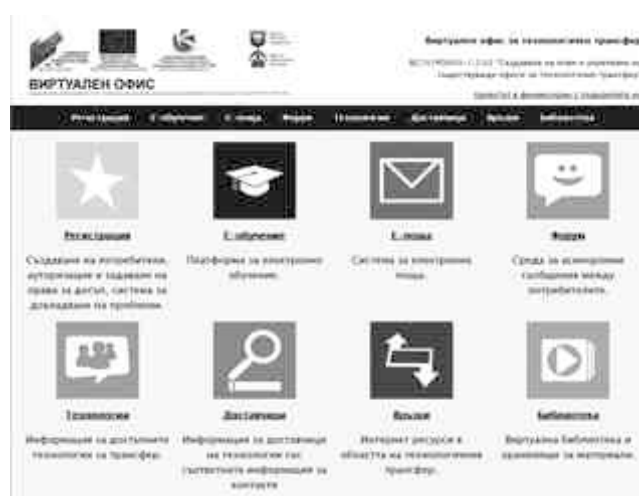 Виртуален офис за технологичен трансфер
ВИРТУАЛЕН ОФИС
Регистрация Е-обучение Е-поща Форум Технологии Доставчици Връзки Библиотека
Регистрация
Създаване на потребители,
ауторизация и задаване на
права за достъп, система за
докладване на проблеми.
Е-обучение
Платформа за електронно
обучение.
Е-поща
Система за електронна
поща.
Форум
Среда за асинхронни
съобщения между
потребителите.
Технологии
Информация за достъпните
технологии за трансфер.
Доставчици
Информация за доставчици
на технологии със
съответната информация за
контакти
Връзки
Интернет ресурси в
областта на технологичния
трансфер.
Библиотека
Виртуална библиотека и
хранилище за материали.